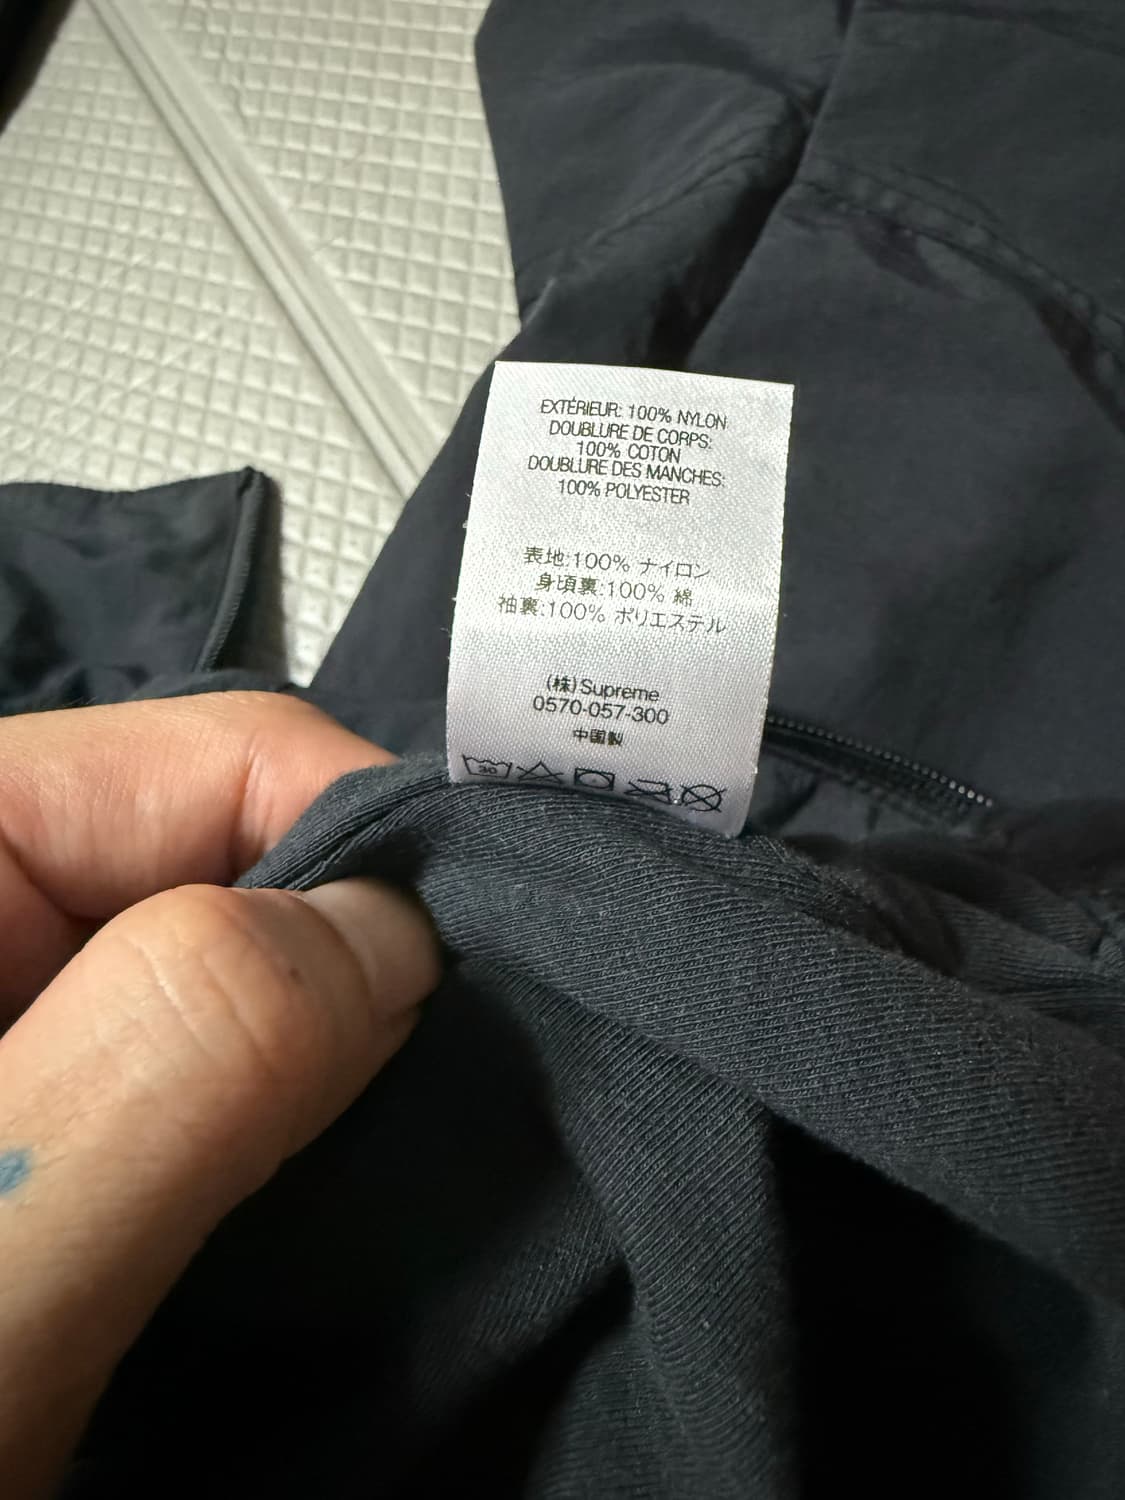 EXTÉRIEUR: 100% NYLON
DOUBLURE DE CORPS:
100% COTON
DOUBLURE DES MANCHES:
100% POLYESTER
表地:100% ナイロン
身頃裏:100% 綿
袖裏:100% ポリエステル
(株)Supreme
0570-057-300
中国製
30